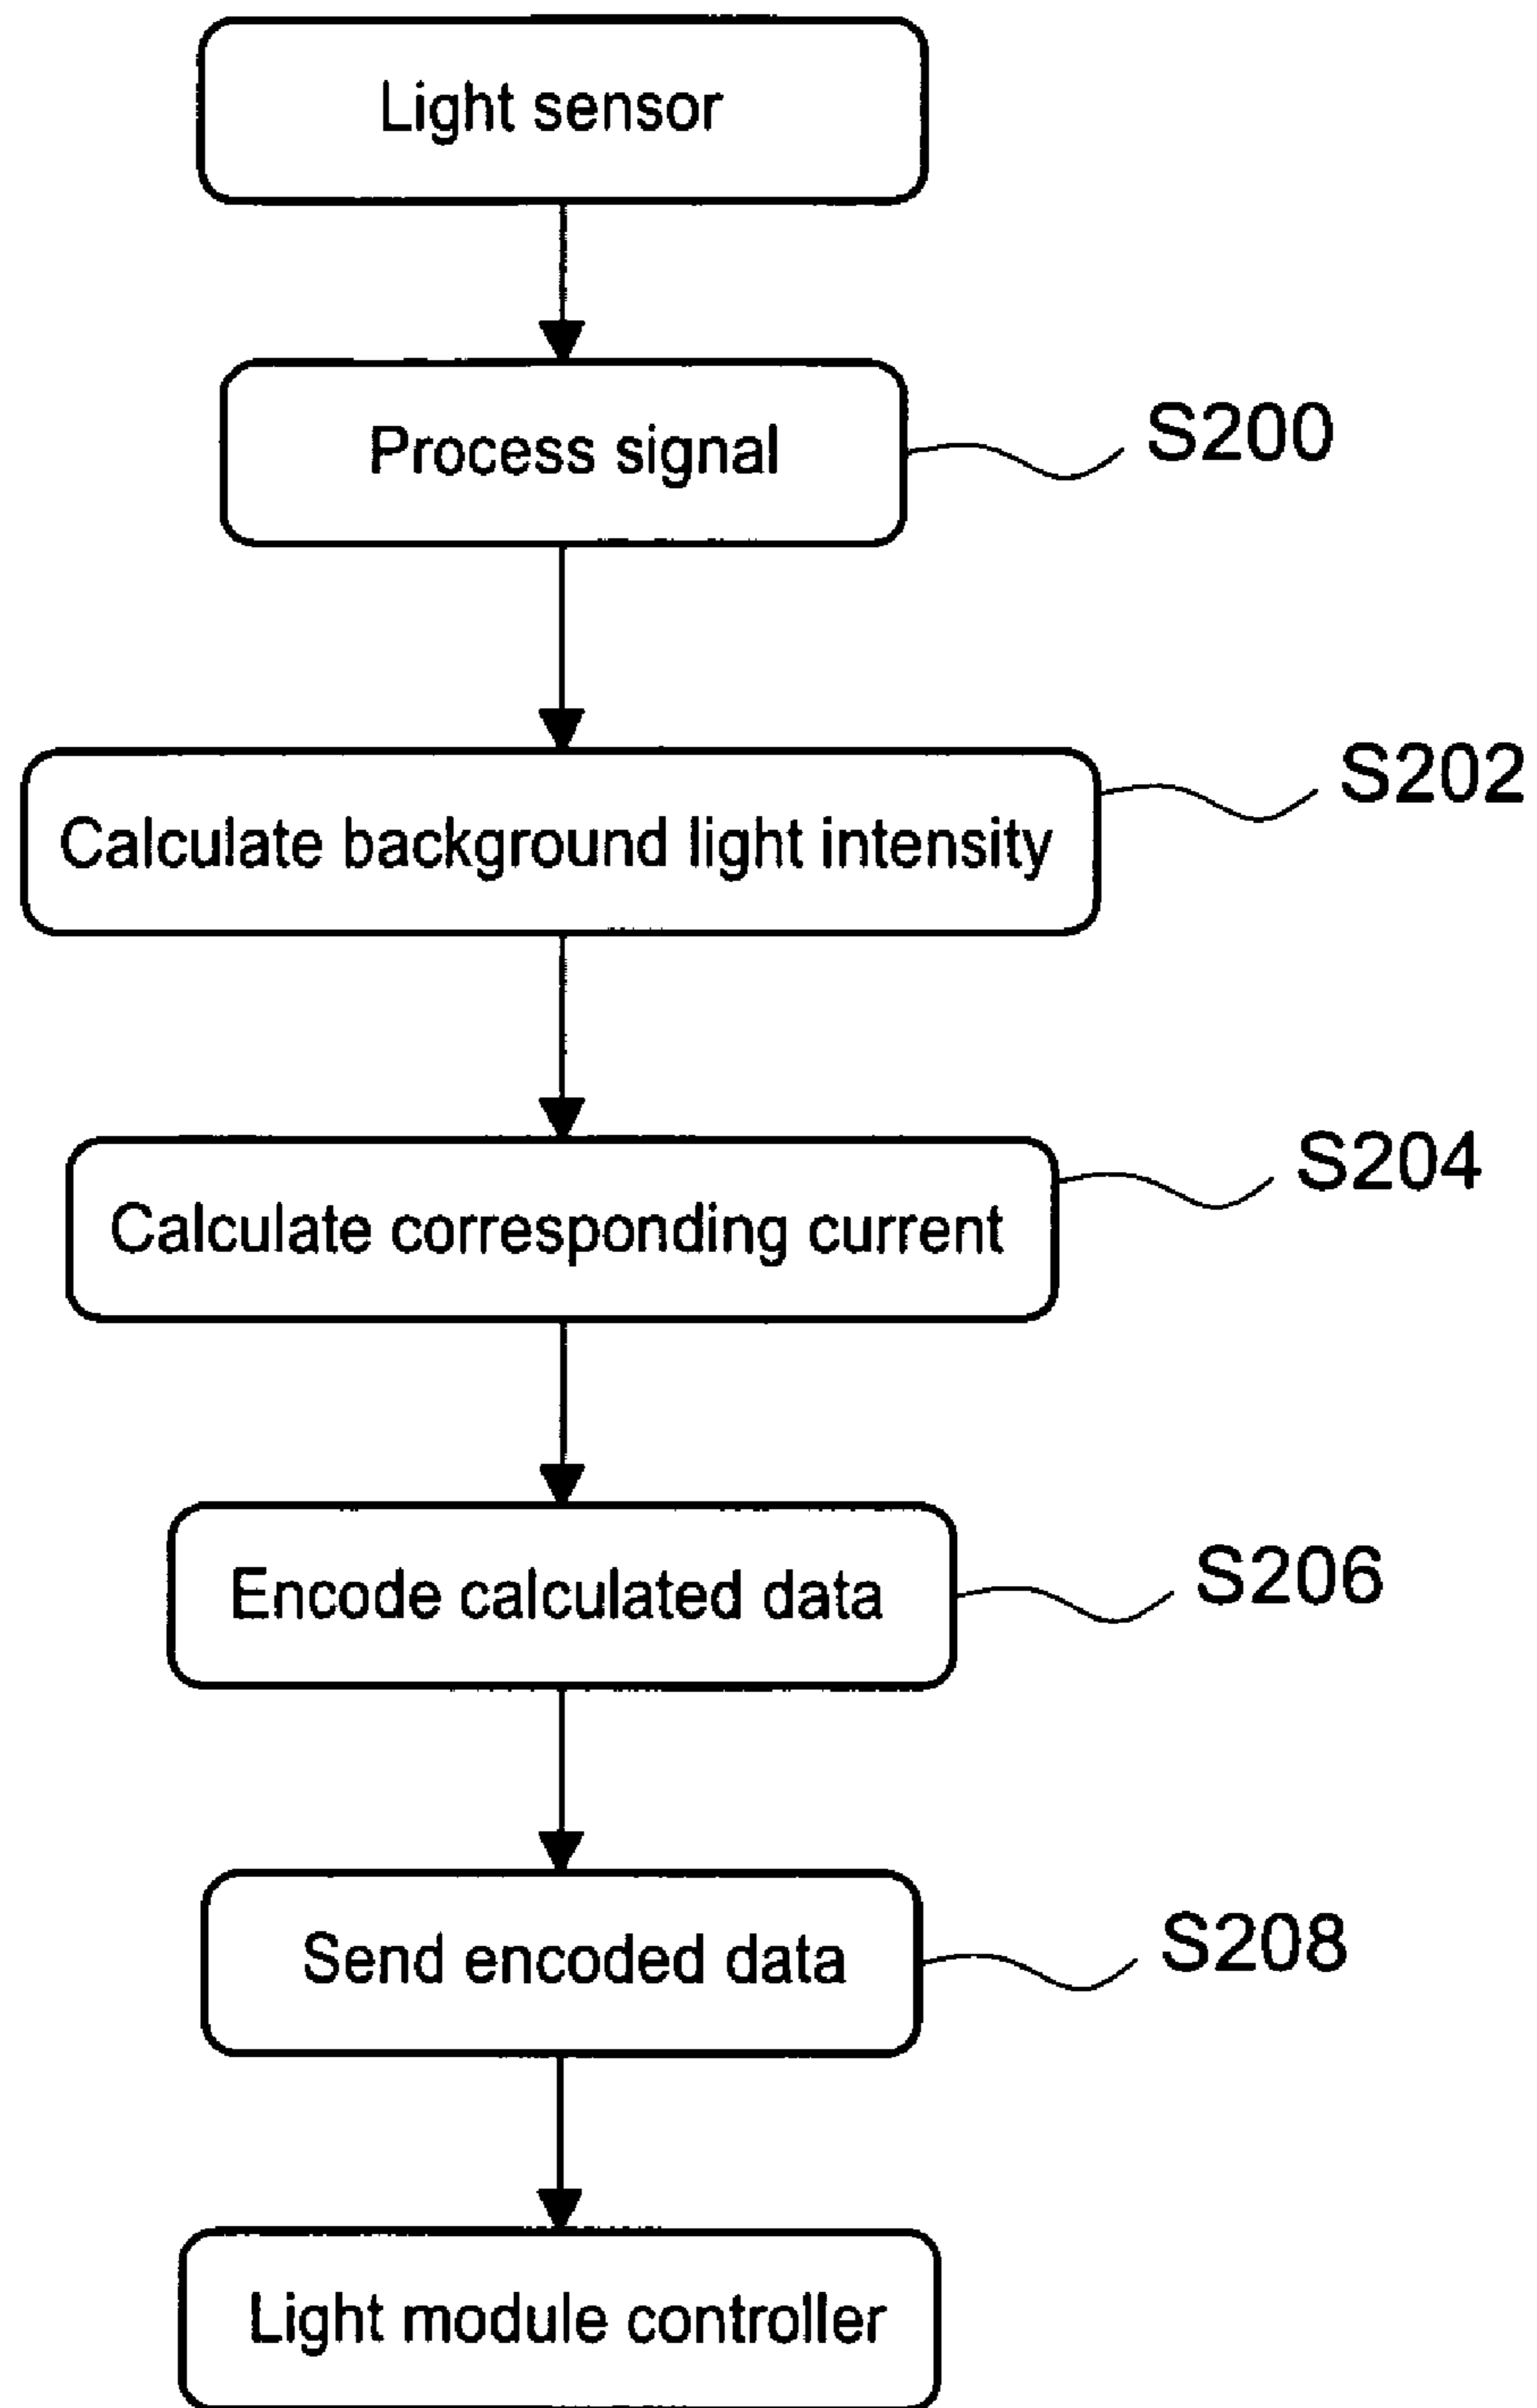 Light sensor
Process signal
S200
Calculate background light intensity
S202
Calculate corresponding current
S204
Encode calculated data
S206
Send encoded data
S208
Light module controller